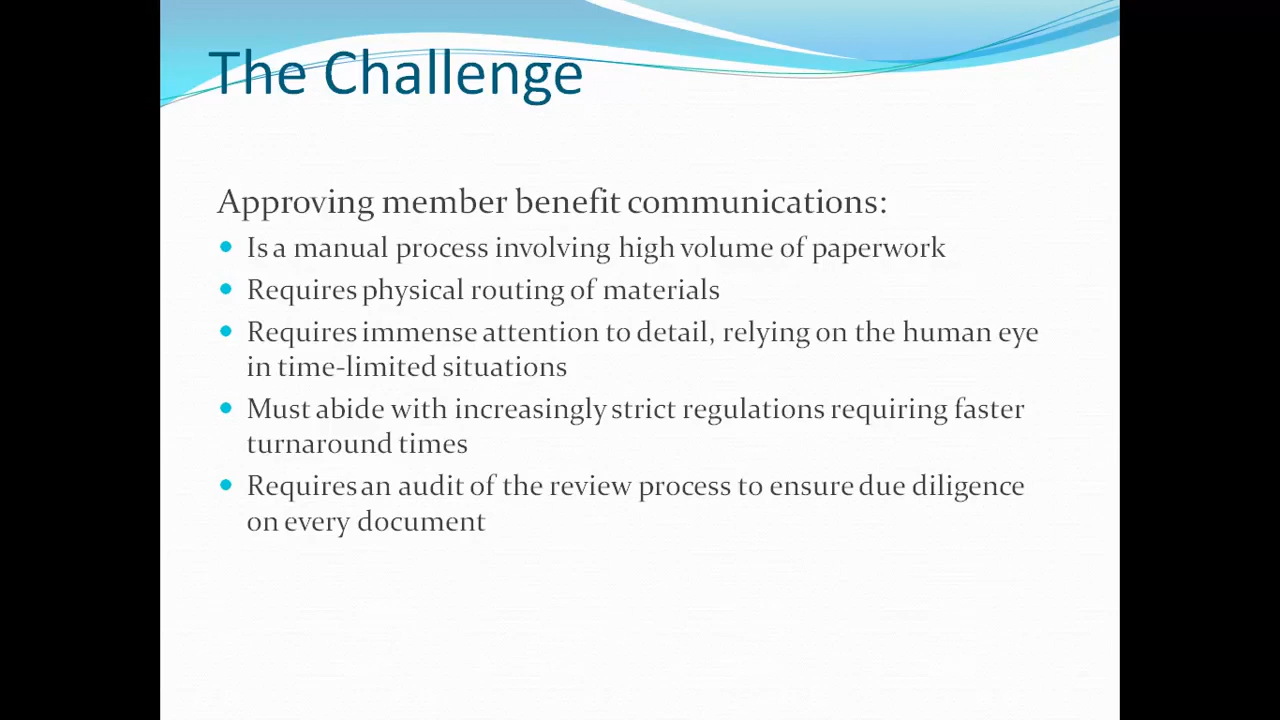 The Challenge
Approving member benefit communications:
Is a manual process involving high volume of paperwork
Requires physical routing of materials
Requires immense attention to detail, relying on the human eye
in time-limited situations
Must abide with increasingly strict regulations requiring faster
turnaround times
Requires an audit of the review process to ensure due diligence
on every document